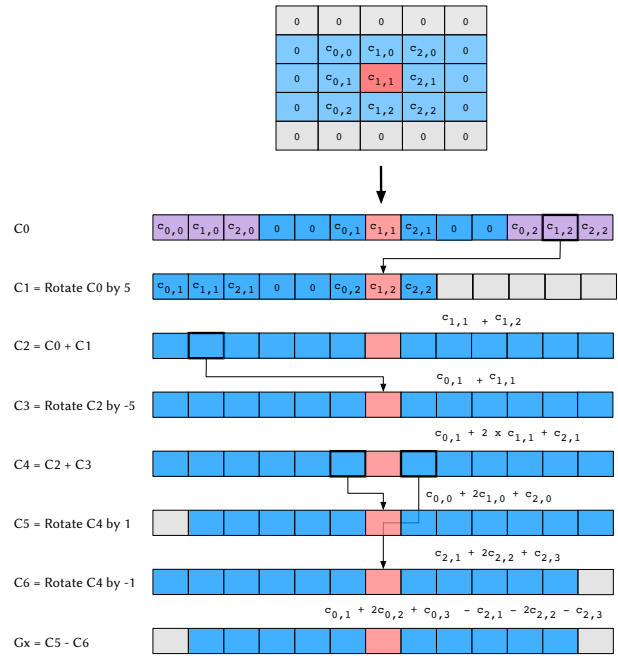 0 0 0 0 0
0 c0,0 c1,0 c2,0 0
0 c0,1 c1,1 c2,1 0
0 c0,2 c1,2 c2,2 0
0 0 0 0 0
C0 c0,0 c1,0 c2,0 0 0 c0,1 c1,1 c2,1 0 0 c0,2 c1,2 c2,2
C1 = Rotate C0 by 5 c0,1 c1,1 c2,1 0 0 c0,2 c1,2 c2,2
c1,1 + c1,2
C2 = C0 + C1
c0,1 + c1,1
C3 = Rotate C2 by -5
c0,1 + 2 x c1,1 + c2,1
C4 = C2 + C3
c0,0 + 2c1,0 + c2,0
C5 = Rotate C4 by 1
c2,1 + 2c2,2 + c2,3
C6 = Rotate C4 by -1
c0,1 + 2c0,2 + c0,3 - c2,1 - 2c2,2 - c2,3
Gx = C5 - C6